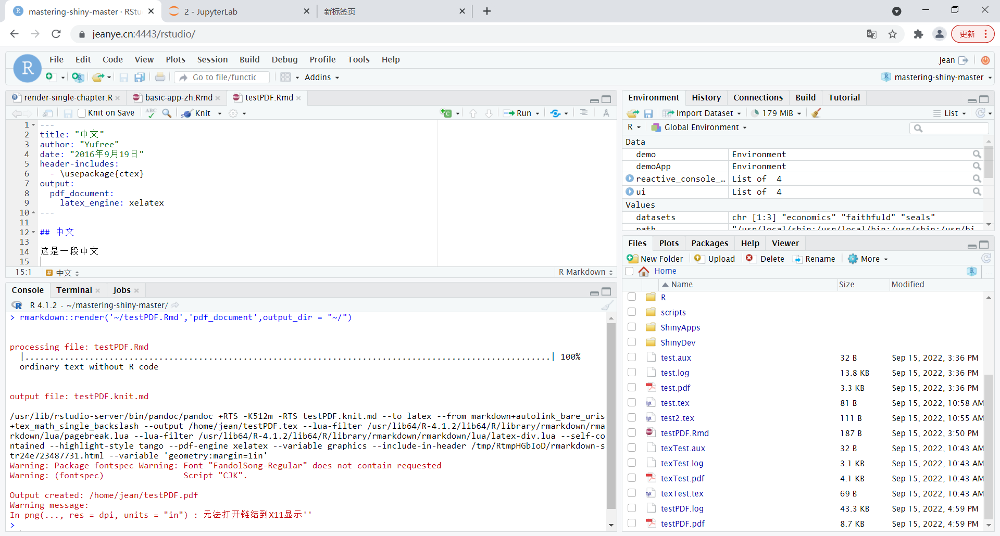 mastering-shiny-master · RStu
2 - JupyterLab
新标签页
jeanye.cn:4443/rstudio/
更新
File Edit Code View Plots Session Build Debug Profile Tools Help
jean
Go to file/functic
Addins
mastering-shiny-master
render-single-chapter.R
basic-app-zh.Rmd
testPDF.Rmd
Knit on Save
ABC
Knit
Run
1 ---
2 title: "中文"
3 author: "Yufree"
4 date: "2016年9月19日"
5 header-includes:
6   - \usepackage{ctex}
7 output:
8   pdf_document:
9     latex_engine: xelatex
10 ---
11
12 ## 中文
13
14 这是一段中文
15
15:1 # 中文
R Markdown
Console Terminal Jobs
R R 4.1.2 · ~/mastering-shiny-master/
> rmarkdown::render('~/testPDF.Rmd','pdf_document',output_dir = "~/")
processing file: testPDF.Rmd
|..........................................................................................................| 100%
ordinary text without R code
output file: testPDF.knit.md
/usr/lib/rstudio-server/bin/pandoc/pandoc +RTS -K512m -RTS testPDF.knit.md --to latex --from markdown+autolink_bare_uris
+tex_math_single_backslash --output /home/jean/testPDF.tex --lua-filter /usr/lib64/R-4.1.2/lib64/R/library/rmarkdown/rma
rkdown/lua/pagebreak.lua --lua-filter /usr/lib64/R-4.1.2/lib64/R/library/rmarkdown/rmarkdown/lua/latex-div.lua --self-co
ntained --highlight-style tango --pdf-engine xelatex --variable graphics --include-in-header /tmp/RtmpHGbIoD/rmarkdown-s
tr24e723487731.html --variable 'geometry:margin=1in'
Warning: Package fontspec Warning: Font "FandolSong-Regular" does not contain requested
Warning: (fontspec)                Script "CJK".
Output created: /home/jean/testPDF.pdf
Warning message:
In png(..., res = dpi, units = "in") : 无法打开链结到X11显示''
>
Environment History Connections Build Tutorial
Import Dataset
179 MiB
List
R
Global Environment
Data
demo Environment
demoApp Environment
reactive_console_… List of  4
ui List of  4
Values
datasets chr [1:3] "economics" "faithfuld" "seals"
path "/usr/local/sbin:/usr/local/bin:/usr/sbin:/usr/bi
Files Plots Packages Help Viewer
New Folder Upload Delete Rename More
Home
...
Name Size Modified
R
scripts
ShinyApps
ShinyDev
test.aux 32 B Sep 15, 2022, 3:36 PM
test.log 13.8 KB Sep 15, 2022, 3:36 PM
test.pdf 3.3 KB Sep 15, 2022, 3:36 PM
test.tex 81 B Sep 15, 2022, 10:58 AM
test2.tex 111 B Sep 15, 2022, 10:55 AM
testPDF.Rmd 187 B Sep 15, 2022, 3:50 PM
texTest.aux 32 B Sep 15, 2022, 10:43 AM
texTest.log 3.1 KB Sep 15, 2022, 10:43 AM
texTest.pdf 4.1 KB Sep 15, 2022, 10:43 AM
texTest.tex 69 B Sep 15, 2022, 10:43 AM
testPDF.log 43.3 KB Sep 15, 2022, 4:59 PM
testPDF.pdf 8.7 KB Sep 15, 2022, 4:59 PM